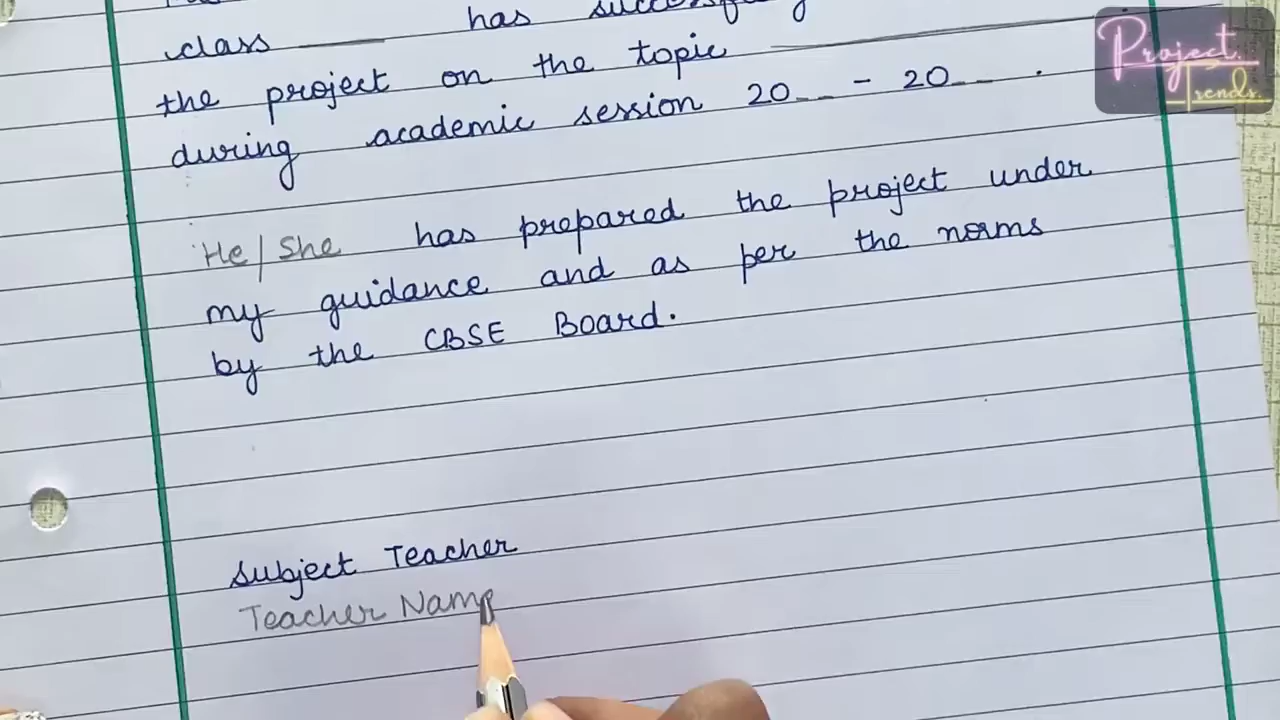 class ____ has successfully
the project on the topic ____
during academic session 20__ - 20__ .
He/She has prepared the project under
my guidance and as per the norms
by the CBSE Board.
Subject Teacher
Teacher Name
Project
Trends.